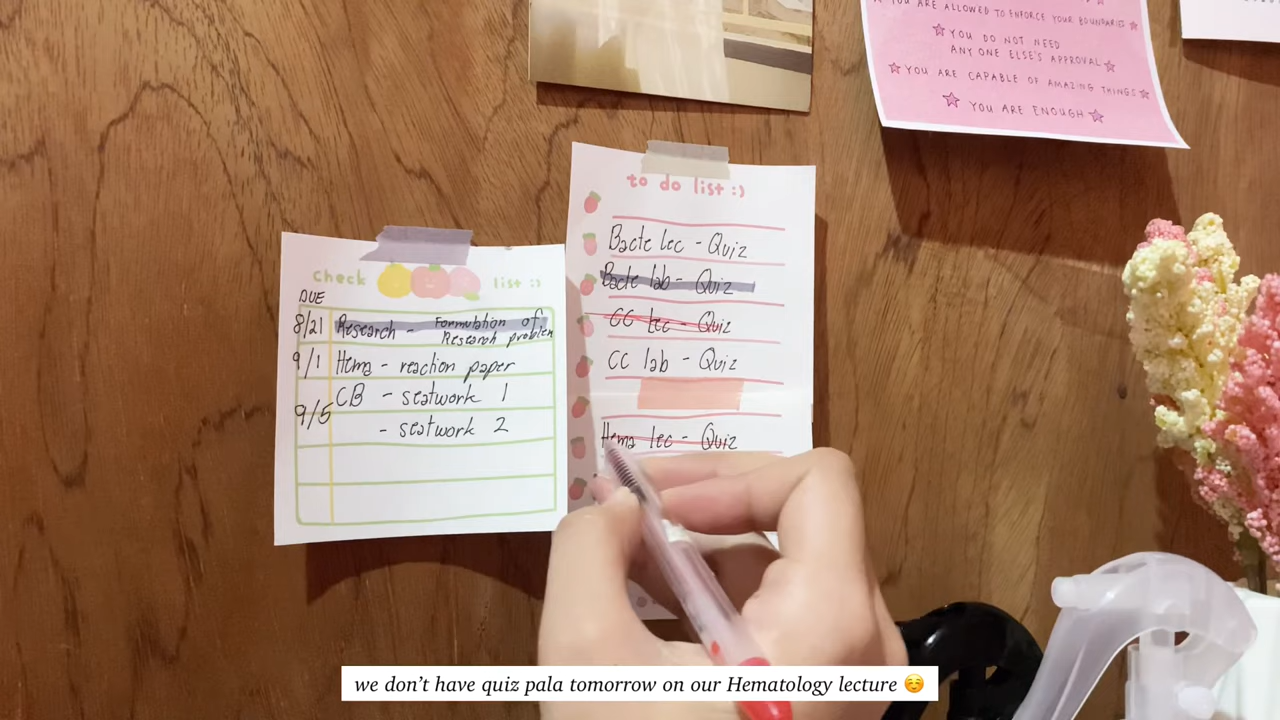 YOU ARE ALLOWED TO ENFORCE YOUR BOUNDARIES
YOU DO NOT NEED
ANY ONE ELSE'S APPROVAL
YOU ARE CAPABLE OF AMAZING THINGS
YOU ARE ENOUGH
to do list :)
Bacte lec - Quiz
Bacte lab - Quiz
CC lec - Quiz
CC lab - Quiz
Hema lec - Quiz
check list :)
DUE
8/21 Research - Formulation of
Research problem
9/1 Hema - reaction paper
9/5 CB - seatwork 1
- seatwork 2
we don't have quiz pala tomorrow on our Hematology lecture ☺️